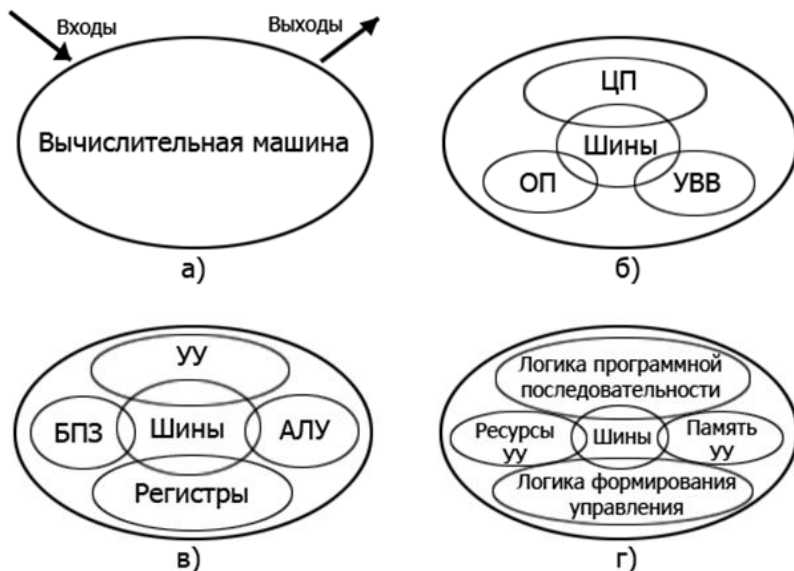 Входы
Выходы
Вычислительная машина
а)
ЦП
Шины
ОП
УВВ
б)
УУ
БПЗ
Шины
АЛУ
Регистры
в)
Логика программной
последовательности
Ресурсы
УУ
Шины
Память
УУ
Логика формирования
управления
г)